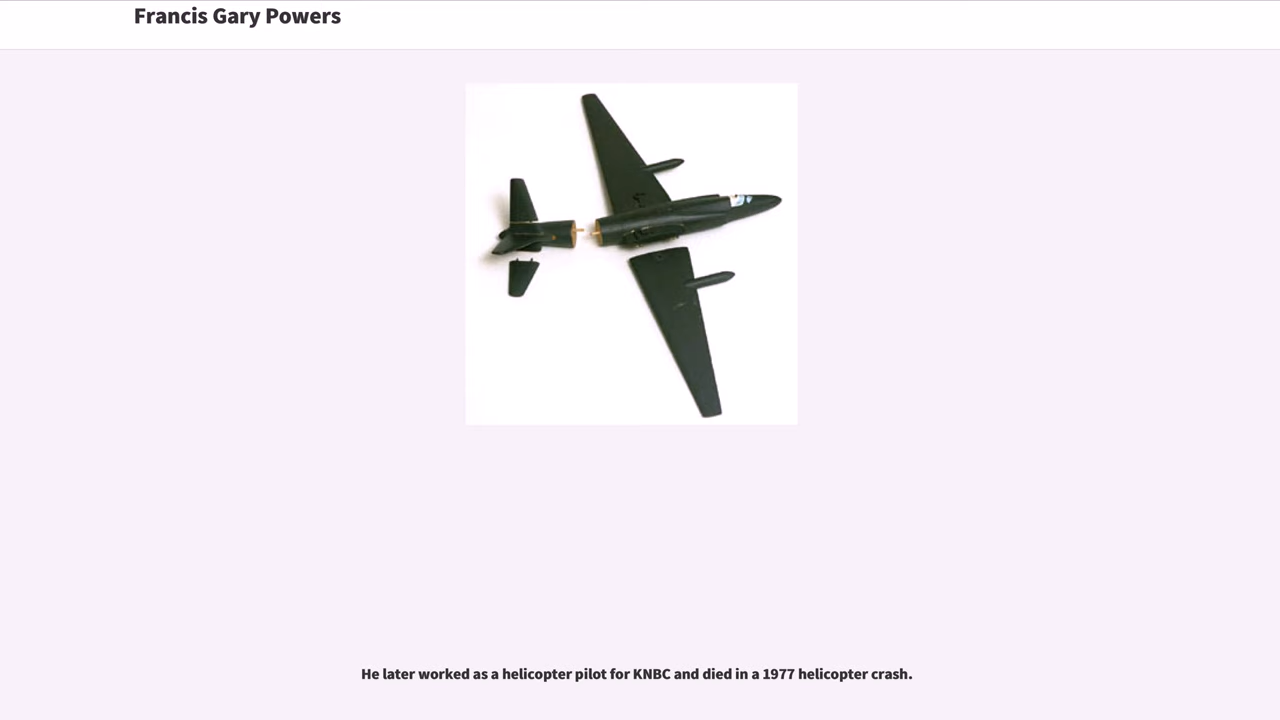 Francis Gary Powers
He later worked as a helicopter pilot for KNBC and died in a 1977 helicopter crash.